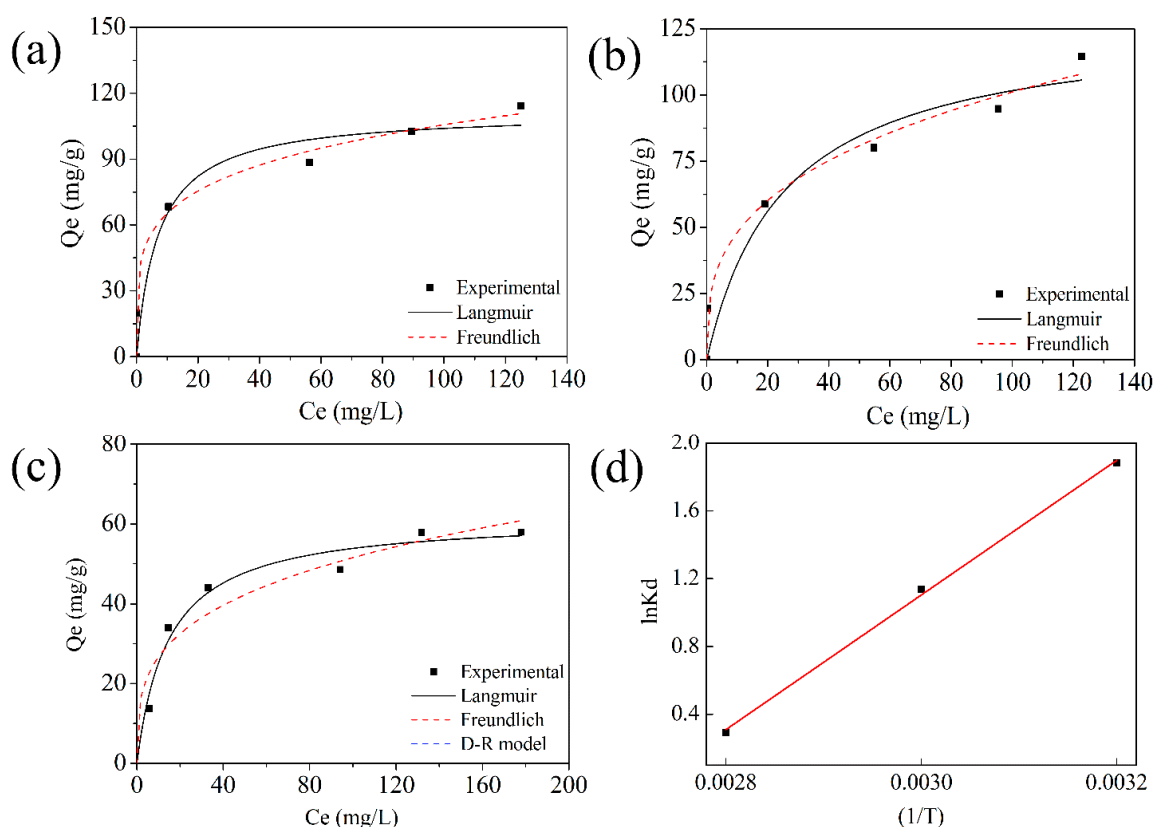 (a)
150
120
90
60
30
0
Qe (mg/g)
Experimental
Langmuir
Freundlich
0 20 40 60 80 100 120 140
Ce (mg/L)
(b)
125
100
75
50
25
0
Qe (mg/g)
Experimental
Langmuir
Freundlich
0 20 40 60 80 100 120 140
Ce (mg/L)
(c)
80
60
40
20
0
Qe (mg/g)
Experimental
Langmuir
Freundlich
D-R model
0 40 80 120 160 200
Ce (mg/L)
(d)
2.0
1.6
1.2
0.8
0.4
lnKd
0.0028 0.0030 0.0032
(1/T)